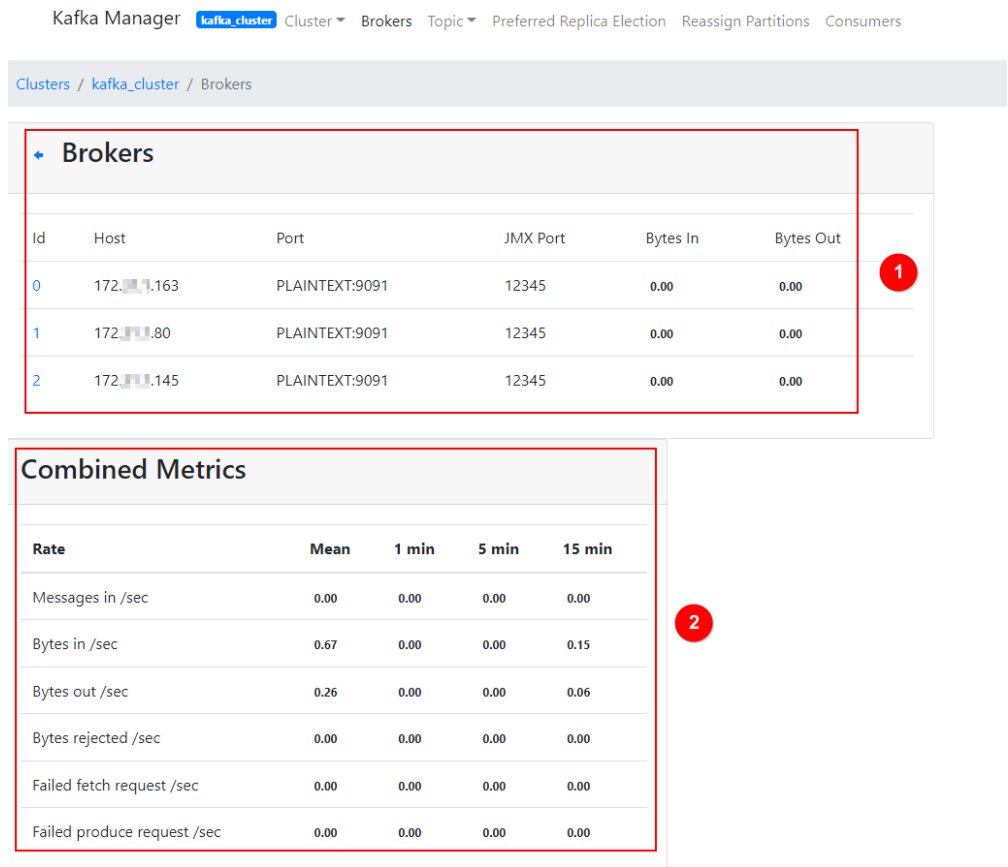 Kafka Manager kafka_cluster Cluster Brokers Topic Preferred Replica Election Reassign Partitions Consumers
Clusters / kafka_cluster / Brokers
Brokers
Id Host Port JMX Port Bytes In Bytes Out
0 172. .163 PLAINTEXT:9091 12345 0.00 0.00
1
1 172. .80 PLAINTEXT:9091 12345 0.00 0.00
2 172. .145 PLAINTEXT:9091 12345 0.00 0.00
Combined Metrics
Rate Mean 1 min 5 min 15 min
Messages in /sec 0.00 0.00 0.00 0.00
2
Bytes in /sec 0.67 0.00 0.00 0.15
Bytes out /sec 0.26 0.00 0.00 0.06
Bytes rejected /sec 0.00 0.00 0.00 0.00
Failed fetch request /sec 0.00 0.00 0.00 0.00
Failed produce request /sec 0.00 0.00 0.00 0.00